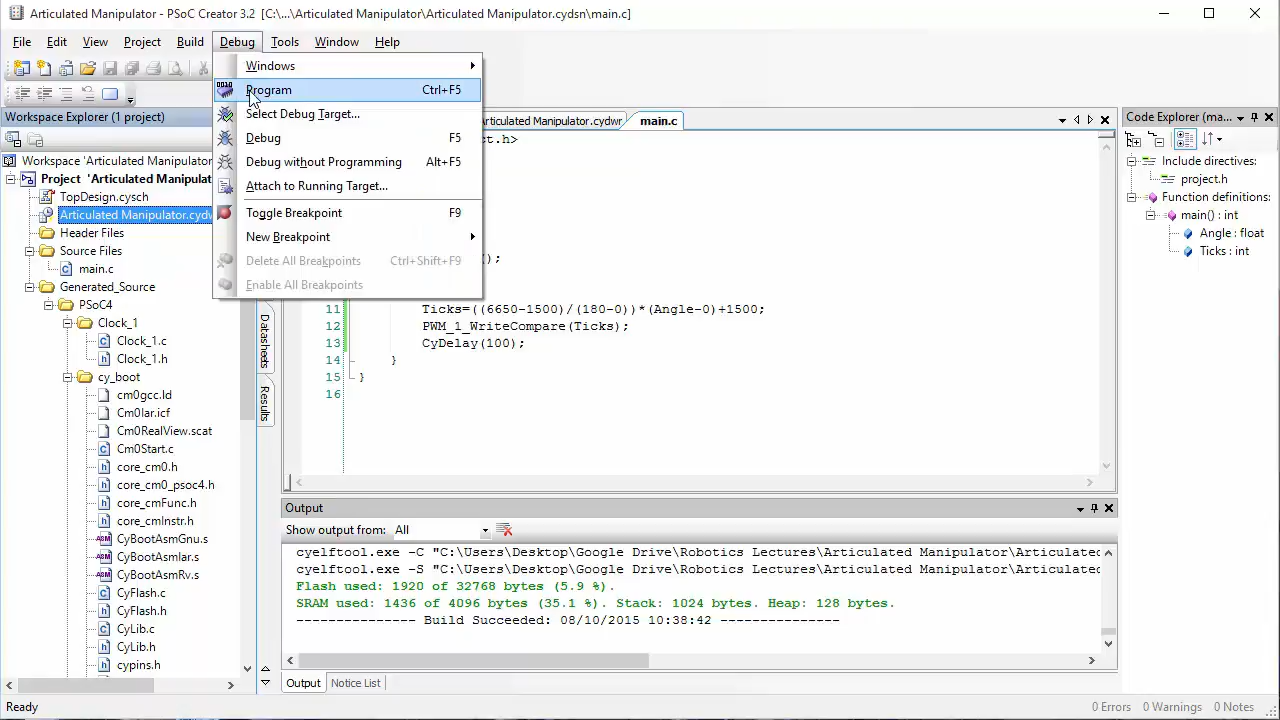 Articulated Manipulator - PSoC Creator 3.2 [C:\...\Articulated Manipulator\Articulated Manipulator.cydsn\main.c]
File Edit View Project Build Debug Tools Window Help
Windows
Program Ctrl+F5
Select Debug Target...
Debug F5
Debug without Programming Alt+F5
Attach to Running Target...
Toggle Breakpoint F9
New Breakpoint
Delete All Breakpoints Ctrl+Shift+F9
Enable All Breakpoints
Workspace Explorer (1 project)
Workspace 'Articulated Manipulator
Project 'Articulated Manipulat
TopDesign.cysch
Articulated Manipulator.cydw
Header Files
Source Files
main.c
Generated_Source
PSoC4
Clock_1
Clock_1.c
Clock_1.h
cy_boot
cm0gcc.ld
Cm0Iar.icf
Cm0RealView.scat
Cm0Start.c
core_cm0.h
core_cm0_psoc4.h
core_cmFunc.h
core_cmInstr.h
CyBootAsmGnu.s
CyBootAsmIar.s
CyBootAsmRv.s
CyFlash.c
CyFlash.h
CyLib.c
CyLib.h
cypins.h
Datasheets
Results
Articulated Manipulator.cydwr main.c
ct.h>
();
11 Ticks=((6650-1500)/(180-0))*(Angle-0)+1500;
12 PWM_1_WriteCompare(Ticks);
13 CyDelay(100);
14 }
15 }
16
Code Explorer (ma...
Include directives:
project.h
Function definitions:
main() : int
Angle : float
Ticks : int
Output
Show output from: All
cyelftool.exe -C "C:\Users\Desktop\Google Drive\Robotics Lectures\Articulated Manipulator\Articulated
cyelftool.exe -S "C:\Users\Desktop\Google Drive\Robotics Lectures\Articulated Manipulator\Articulated
Flash used: 1920 of 32768 bytes (5.9 %).
SRAM used: 1436 of 4096 bytes (35.1 %). Stack: 1024 bytes. Heap: 128 bytes.
--------------- Build Succeeded: 08/10/2015 10:38:42 ---------------
Output Notice List
Ready 0 Errors 0 Warnings 0 Notes